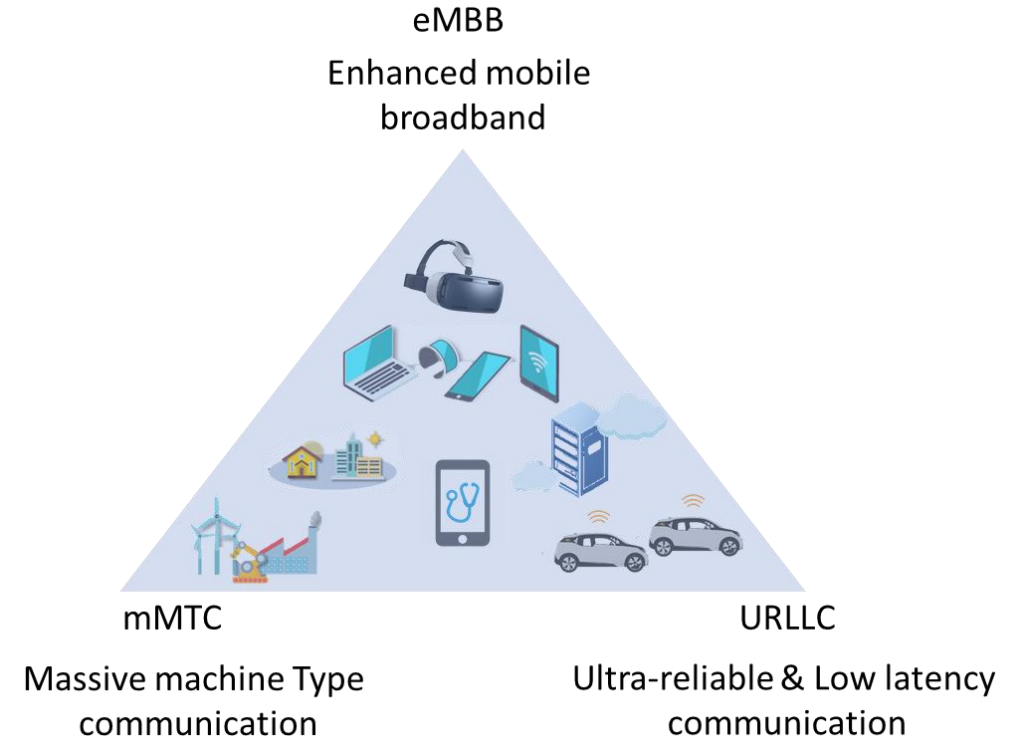 eMBB
Enhanced mobile
broadband
mMTC
URLLC
Massive machine Type
communication
Ultra-reliable & Low latency
communication